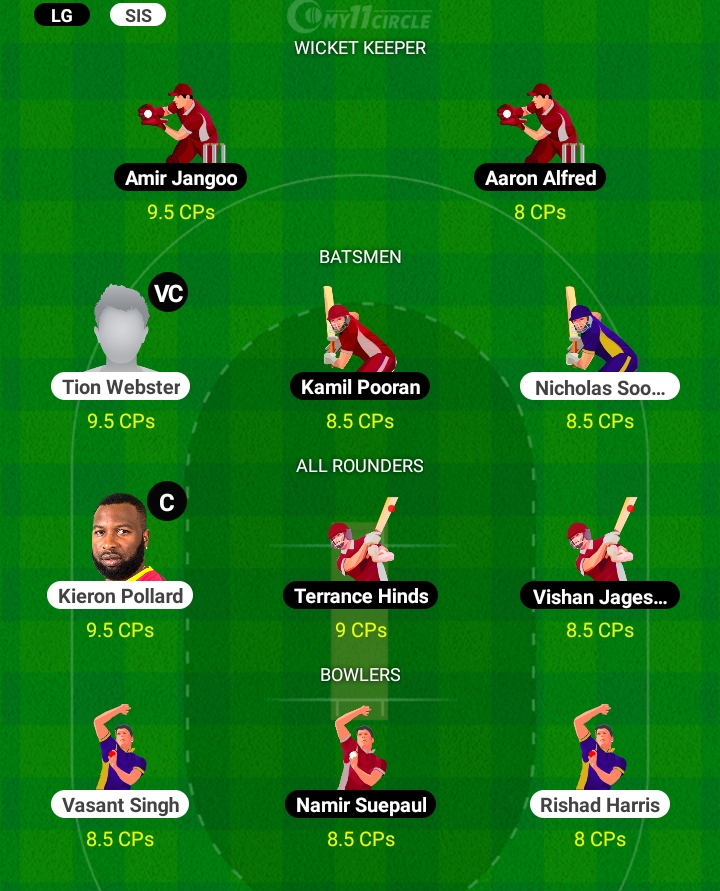 LG SIS
MY11CIRCLE
WICKET KEEPER
Amir Jangoo Aaron Alfred
9.5 CPs 8 CPs
BATSMEN
VC
Tion Webster Kamil Pooran Nicholas Soo...
9.5 CPs 8.5 CPs 8.5 CPs
ALL ROUNDERS
C
Kieron Pollard Terrance Hinds Vishan Jages...
9.5 CPs 9 CPs 8.5 CPs
BOWLERS
Vasant Singh Namir Suepaul Rishad Harris
8.5 CPs 8.5 CPs 8 CPs